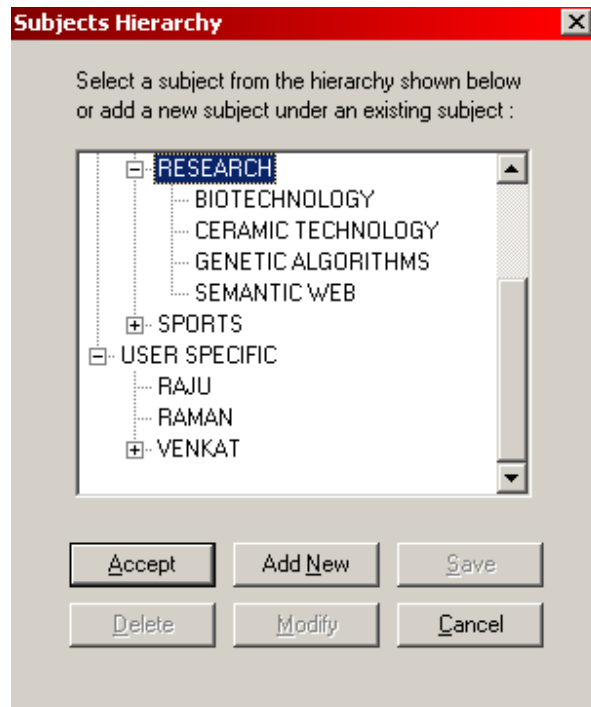 Subjects Hierarchy
Select a subject from the hierarchy shown below
or add a new subject under an existing subject :
RESEARCH
BIOTECHNOLOGY
CERAMIC TECHNOLOGY
GENETIC ALGORITHMS
SEMANTIC WEB
SPORTS
USER SPECIFIC
RAJU
RAMAN
VENKAT
Accept Add New Save
Delete Modify Cancel